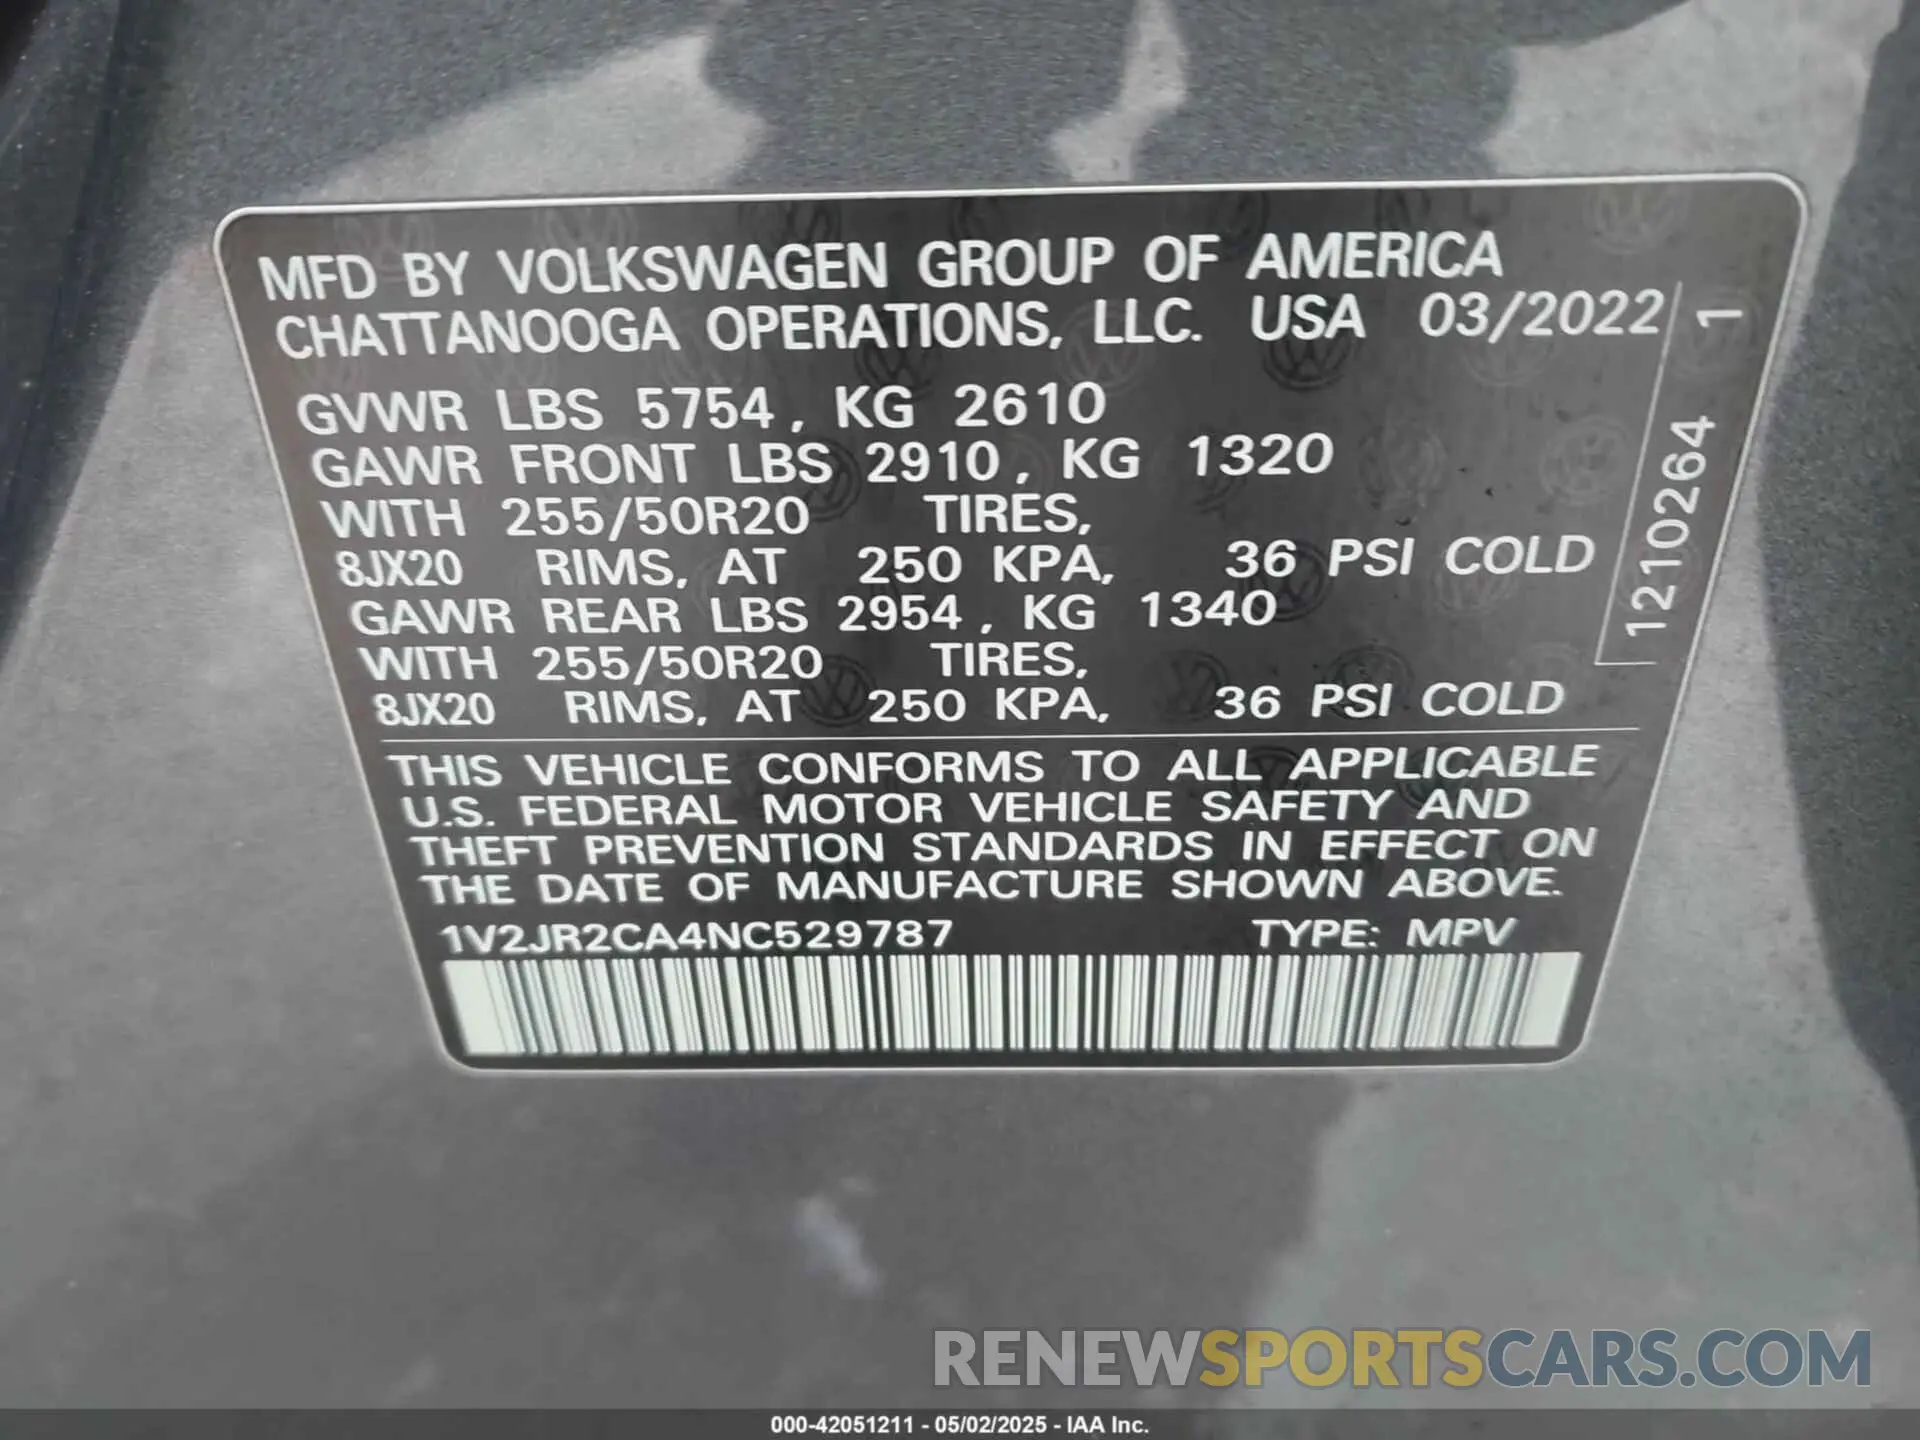 MFD BY VOLKSWAGEN GROUP OF AMERICA
CHATTANOOGA OPERATIONS, LLC. USA 03/2022
GVWR LBS 5754, KG 2610
GAWR FRONT LBS 2910, KG 1320
WITH 255/50R20 TIRES,
8JX20 RIMS, AT 250 KPA, 36 PSI COLD
GAWR REAR LBS 2954, KG 1340
WITH 255/50R20 TIRES,
8JX20 RIMS, AT 250 KPA, 36 PSI COLD
THIS VEHICLE CONFORMS TO ALL APPLICABLE
U.S. FEDERAL MOTOR VEHICLE SAFETY AND
THEFT PREVENTION STANDARDS IN EFFECT ON
THE DATE OF MANUFACTURE SHOWN ABOVE.
1V2JR2CA4NC529787 TYPE: MPV
1210264 1
RENEWSPORTSCARS.COM
000-42051211 - 05/02/2025 - IAA Inc.